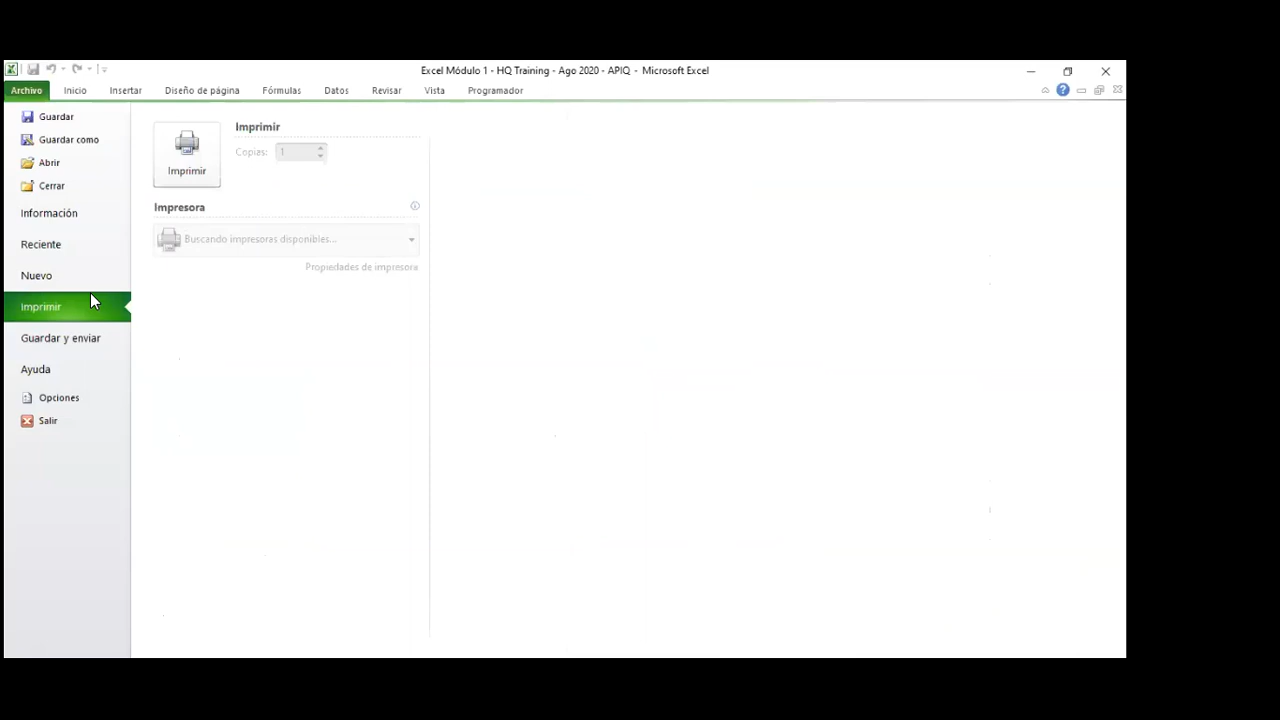 Excel Módulo 1 - HQ Training - Ago 2020 - APIQ - Microsoft Excel
Archivo Inicio Insertar Diseño de página Fórmulas Datos Revisar Vista Programador
Guardar
Guardar como
Abrir
Cerrar
Información
Reciente
Nuevo
Imprimir
Guardar y enviar
Ayuda
Opciones
Salir
Imprimir
Imprimir
Copias: 1
Impresora
Buscando impresoras disponibles...
Propiedades de impresora